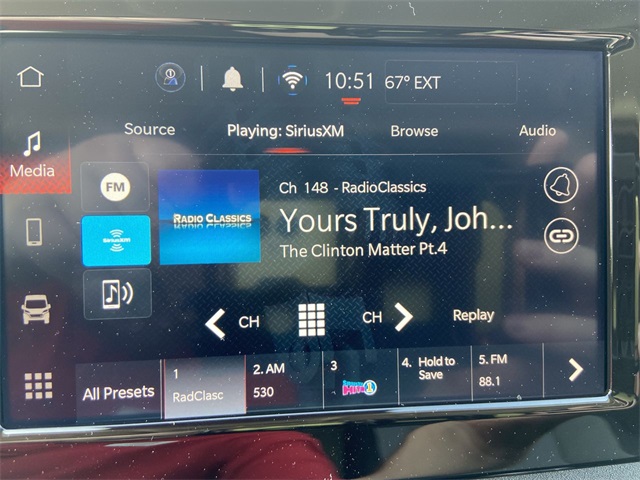 10:51 67° EXT
Source Playing: SiriusXM Browse Audio
Media
FM
SiriusXM
RADIO CLASSICS
Ch 148 - RadioClassics
Yours Truly, Joh...
The Clinton Matter Pt.4
CH CH Replay
All Presets
1
RadClasc
2. AM
530
3
4. Hold to
Save
5. FM
88.1